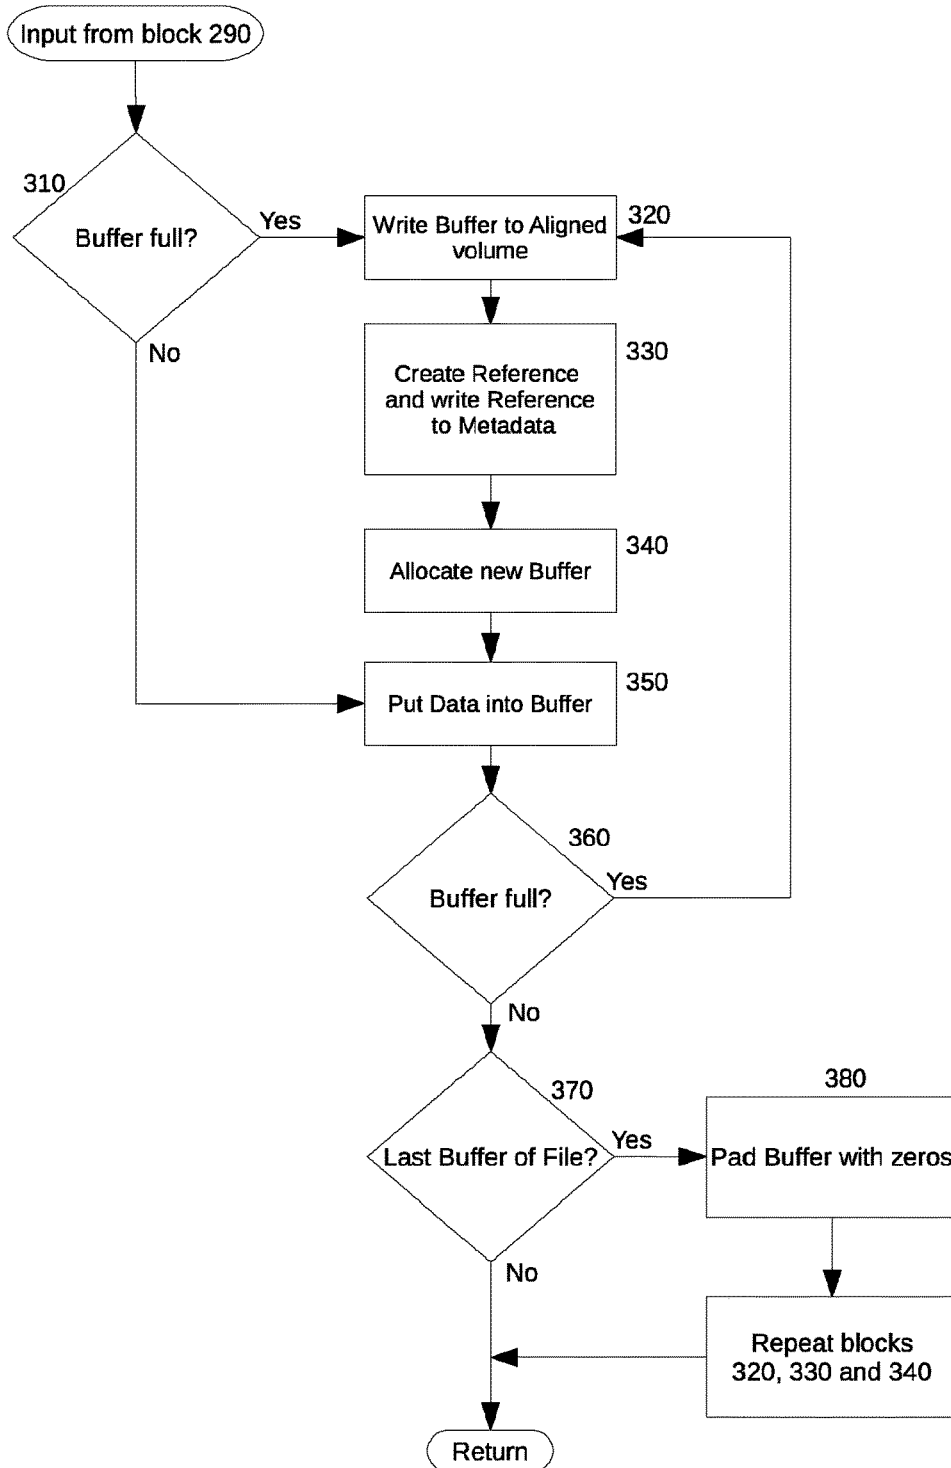 Input from block 290
310
Buffer full?
Yes
No
Write Buffer to Aligned
volume
320
Create Reference
and write Reference
to Metadata
330
Allocate new Buffer
340
Put Data into Buffer
350
360
Buffer full?
Yes
No
370
Last Buffer of File?
Yes
No
380
Pad Buffer with zeros
Repeat blocks
320, 330 and 340
Return